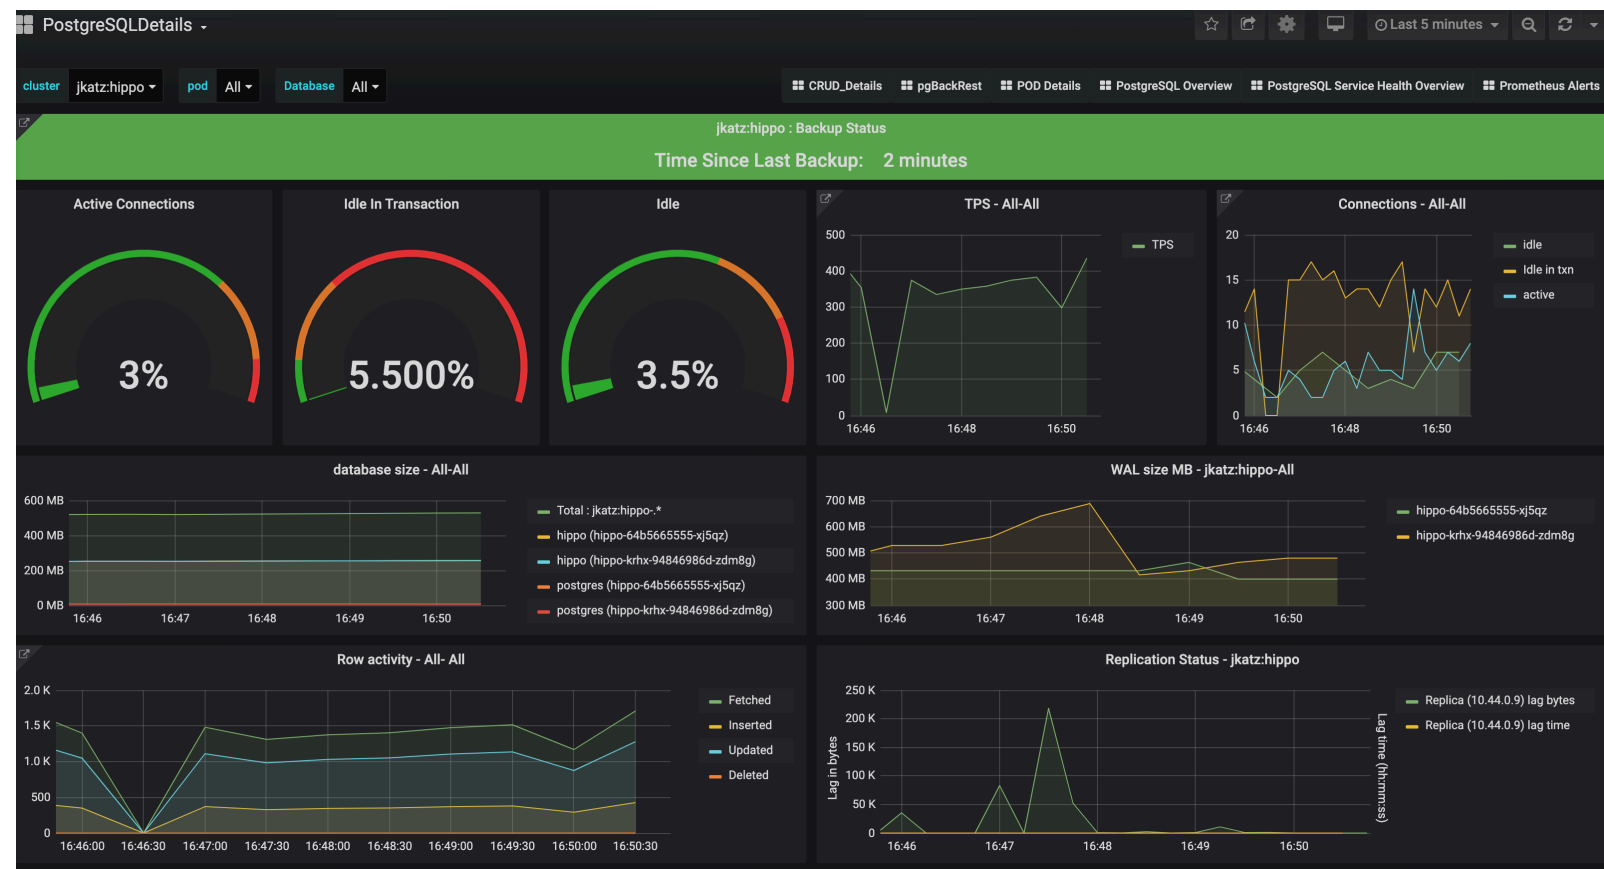 PostgreSQLDetails
Last 5 minutes
cluster jkatz:hippo pod All Database All
CRUD_Details pgBackRest POD Details PostgreSQL Overview PostgreSQL Service Health Overview Prometheus Alerts
jkatz:hippo : Backup Status
Time Since Last Backup: 2 minutes
Active Connections
3%
Idle In Transaction
5.500%
Idle
3.5%
TPS - All-All
500
400
300
200
100
0
16:46 16:48 16:50
TPS
Connections - All-All
20
15
10
5
0
16:46 16:48 16:50
idle
Idle in txn
active
database size - All-All
600 MB
400 MB
200 MB
0 MB
16:46 16:47 16:48 16:49 16:50
Total : jkatz:hippo-.*
hippo (hippo-64b5665555-xj5qz)
hippo (hippo-krhx-94846986d-zdm8g)
postgres (hippo-64b5665555-xj5qz)
postgres (hippo-krhx-94846986d-zdm8g)
WAL size MB - jkatz:hippo-All
700 MB
600 MB
500 MB
400 MB
300 MB
16:46 16:47 16:48 16:49 16:50
hippo-64b5665555-xj5qz
hippo-krhx-94846986d-zdm8g
Row activity - All- All
2.0 K
1.5 K
1.0 K
500
0
16:46:00 16:46:30 16:47:00 16:47:30 16:48:00 16:48:30 16:49:00 16:49:30 16:50:00 16:50:30
Fetched
Inserted
Updated
Deleted
Replication Status - jkatz:hippo
Lag in bytes
250 K
200 K
150 K
100 K
50 K
0
16:46 16:47 16:48 16:49 16:50
Lag time (hh:mm:ss)
Replica (10.44.0.9) lag bytes
Replica (10.44.0.9) lag time